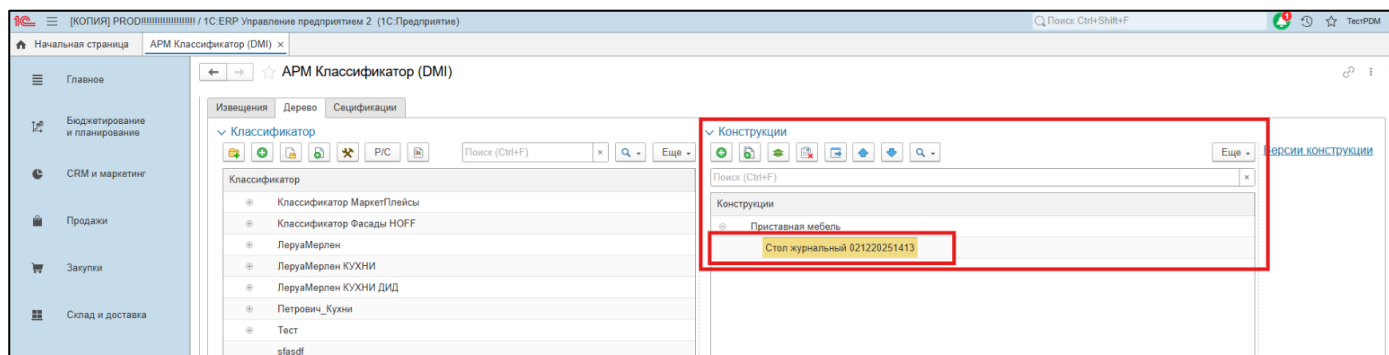 [КОПИЯ] PROD!!!!!!!!!!!!!!!!!!! / 1С:ERP Управление предприятием 2 (1С:Предприятие)
Поиск Ctrl+Shift+F
ТестPDM
Начальная страница
АРМ Классификатор (DMI) ×
Главное
Бюджетирование
и планирование
CRM и маркетинг
Продажи
Закупки
Склад и доставка
АРМ Классификатор (DMI)
Извещения Дерево Сецификации
Классификатор
Р/С
Поиск (Ctrl+F)
Еще
Классификатор
Классификатор МаркетПлейсы
Классификатор Фасады HOFF
ЛеруаМерлен
ЛеруаМерлен КУХНИ
ЛеруаМерлен КУХНИ ДИД
Петрович_Кухни
Тест
sfasdf
Конструкции
Еще
Поиск (Ctrl+F)
Конструкции
Приставная мебель
Стол журнальный 021220251413
Версии конструкции